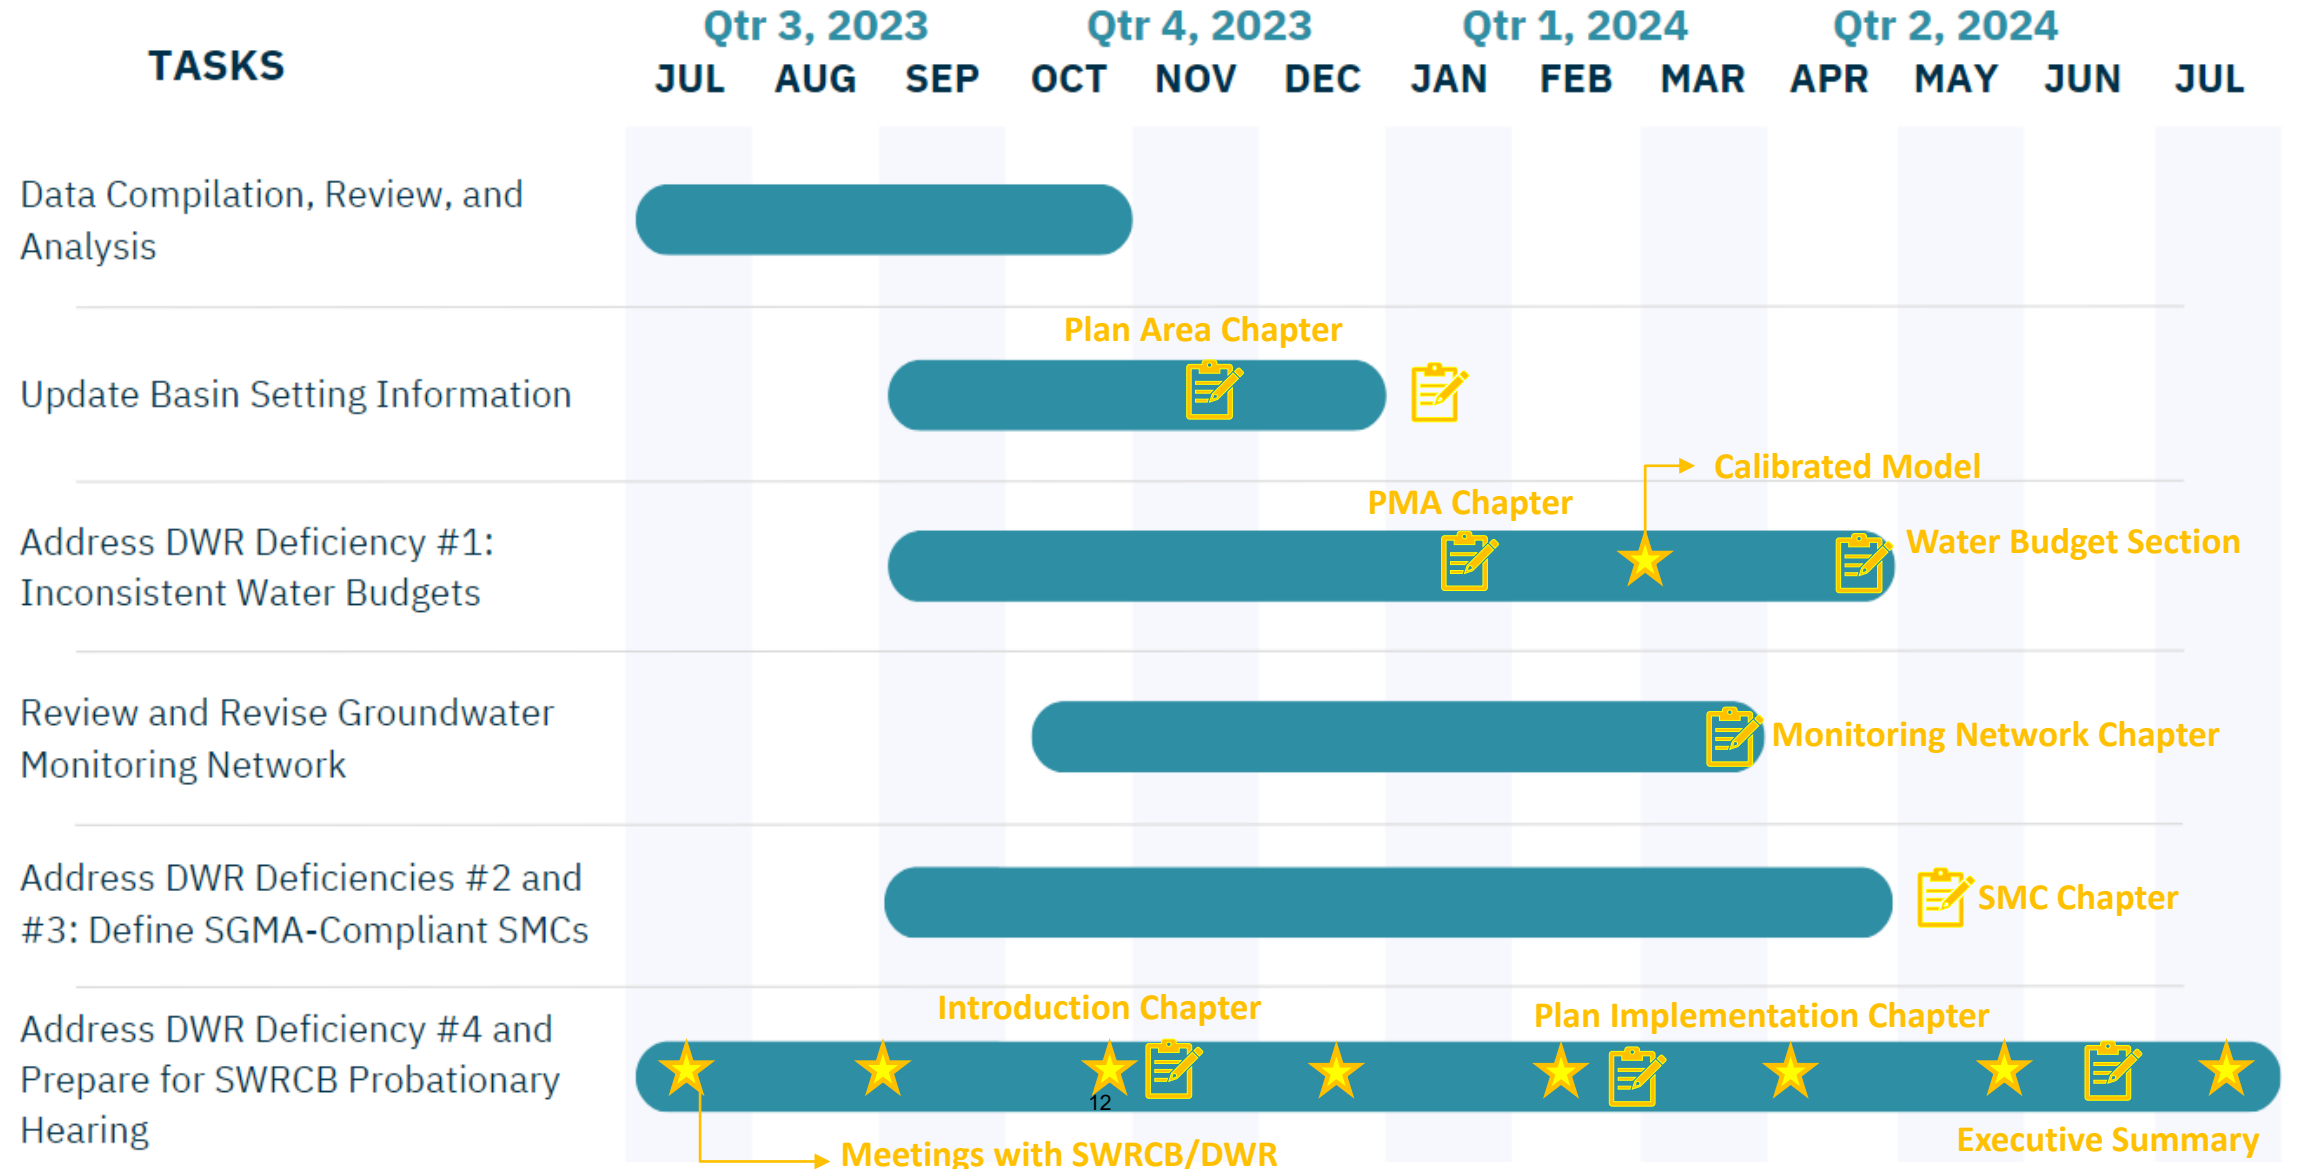 Qtr 3, 2023 Qtr 4, 2023 Qtr 1, 2024 Qtr 2, 2024
TASKS
JUL AUG SEP OCT NOV DEC JAN FEB MAR APR MAY JUN JUL
Data Compilation, Review, and
Analysis
Plan Area Chapter
Update Basin Setting Information
Calibrated Model
PMA Chapter
Address DWR Deficiency #1:
Inconsistent Water Budgets
Water Budget Section
Review and Revise Groundwater
Monitoring Network
Monitoring Network Chapter
Address DWR Deficiencies #2 and
#3: Define SGMA-Compliant SMCs
SMC Chapter
Introduction Chapter
Plan Implementation Chapter
Address DWR Deficiency #4 and
Prepare for SWRCB Probationary
Hearing
12
Meetings with SWRCB/DWR
Executive Summary